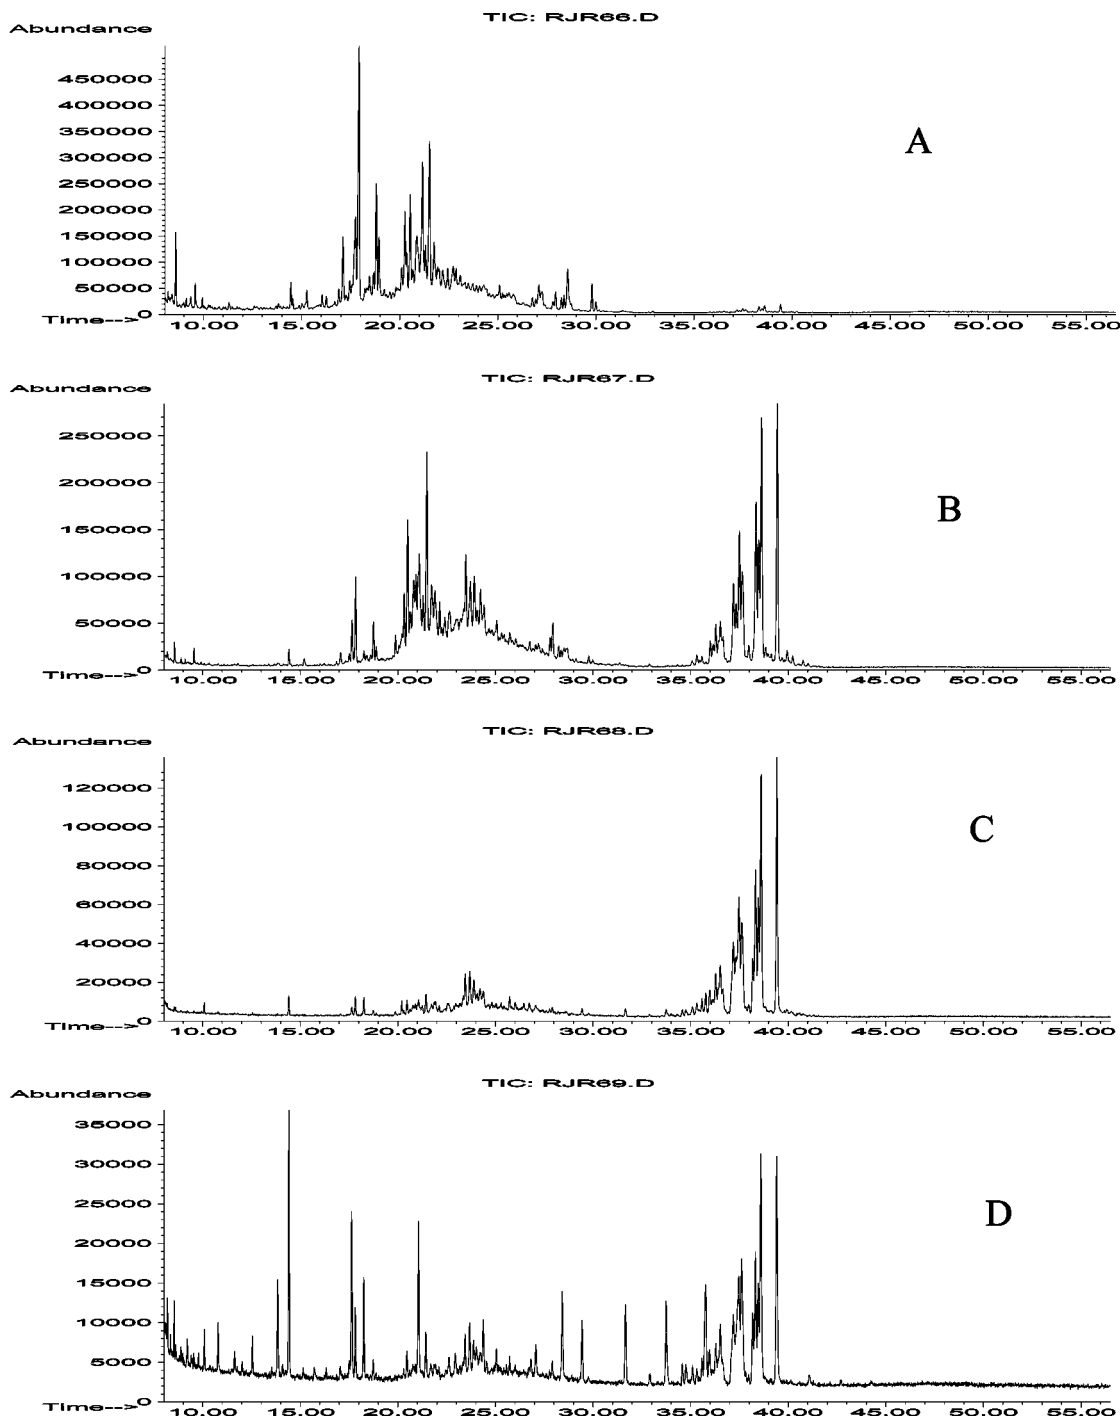 TIC: RJR66.D
Abundance
450000
400000
350000
300000
250000
200000
150000
100000
50000
0
Time-->
10.00 15.00 20.00 25.00 30.00 35.00 40.00 45.00 50.00 55.00
A
TIC: RJR67.D
Abundance
250000
200000
150000
100000
50000
0
Time-->
10.00 15.00 20.00 25.00 30.00 35.00 40.00 45.00 50.00 55.00
B
TIC: RJR68.D
Abundance
120000
100000
80000
60000
40000
20000
0
Time-->
10.00 15.00 20.00 25.00 30.00 35.00 40.00 45.00 50.00 55.00
C
TIC: RJR69.D
Abundance
35000
30000
25000
20000
15000
10000
5000
0
Time-->
10.00 15.00 20.00 25.00 30.00 35.00 40.00 45.00 50.00 55.00
D